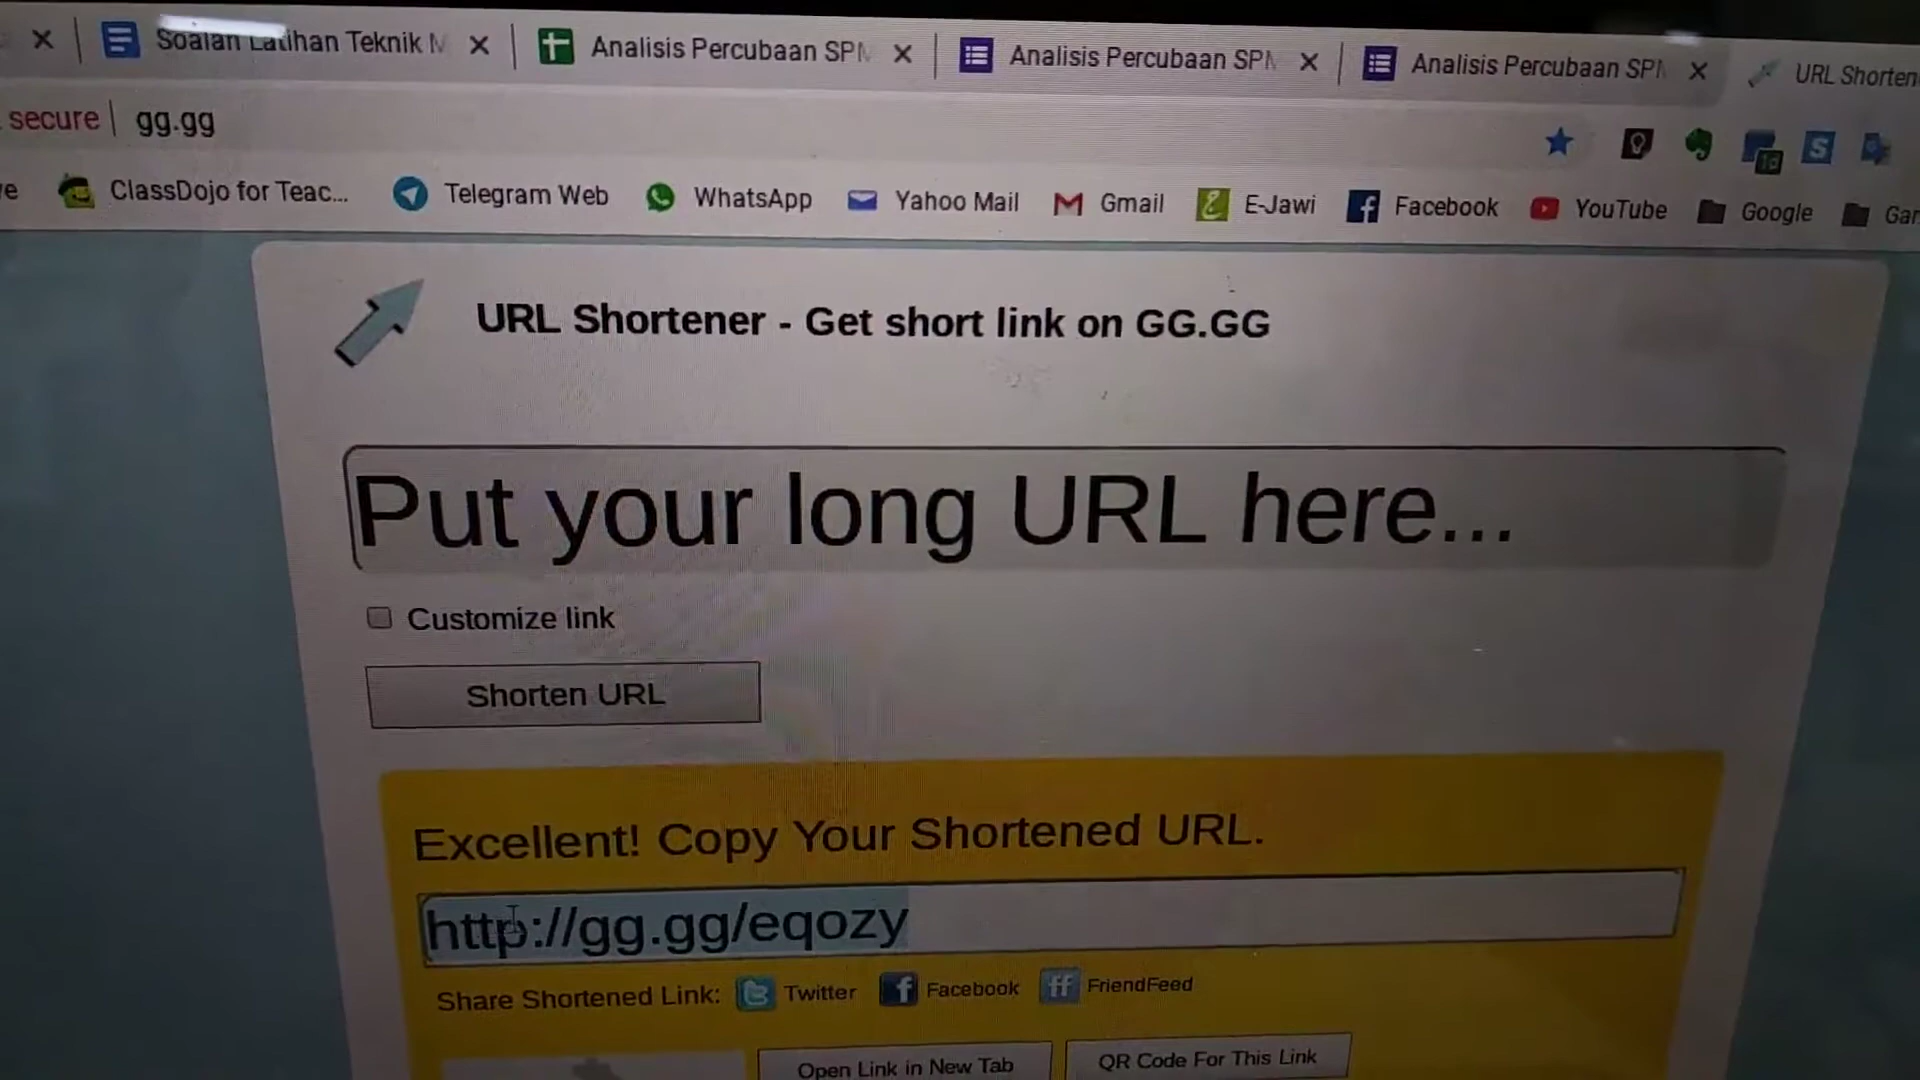 Soalan Latihan Teknik M Analisis Percubaan SPM Analisis Percubaan SPM Analisis Percubaan SPM URL Shorten
secure gg.gg
ClassDojo for Teac... Telegram Web WhatsApp Yahoo Mail Gmail E-Jawi Facebook YouTube Google
URL Shortener - Get short link on GG.GG
Put your long URL here...
Customize link
Shorten URL
Excellent! Copy Your Shortened URL.
http://gg.gg/eqozy
Share Shortened Link: Twitter Facebook FriendFeed
Open Link in New Tab QR Code For This Link